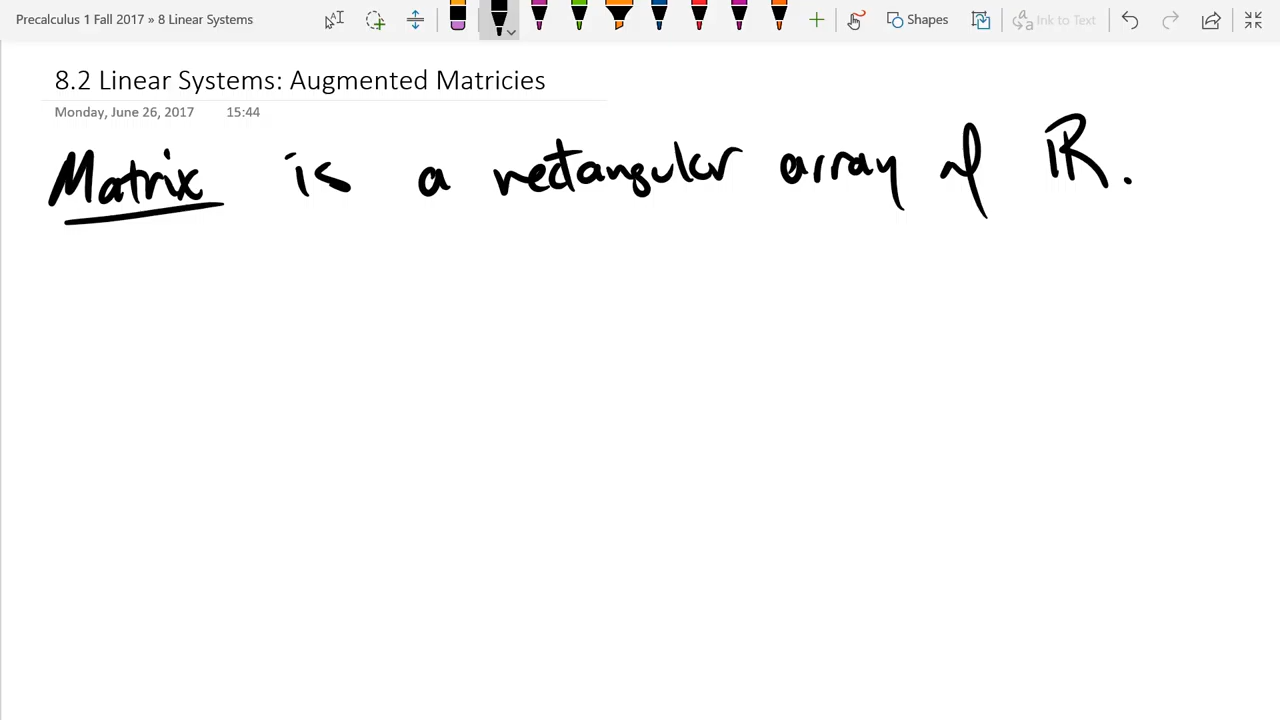 Precalculus 1 Fall 2017 » 8 Linear Systems
Shapes
Ink to Text
8.2 Linear Systems: Augmented Matricies
Monday, June 26, 2017 15:44
Matrix is a rectangular array of ℝ.